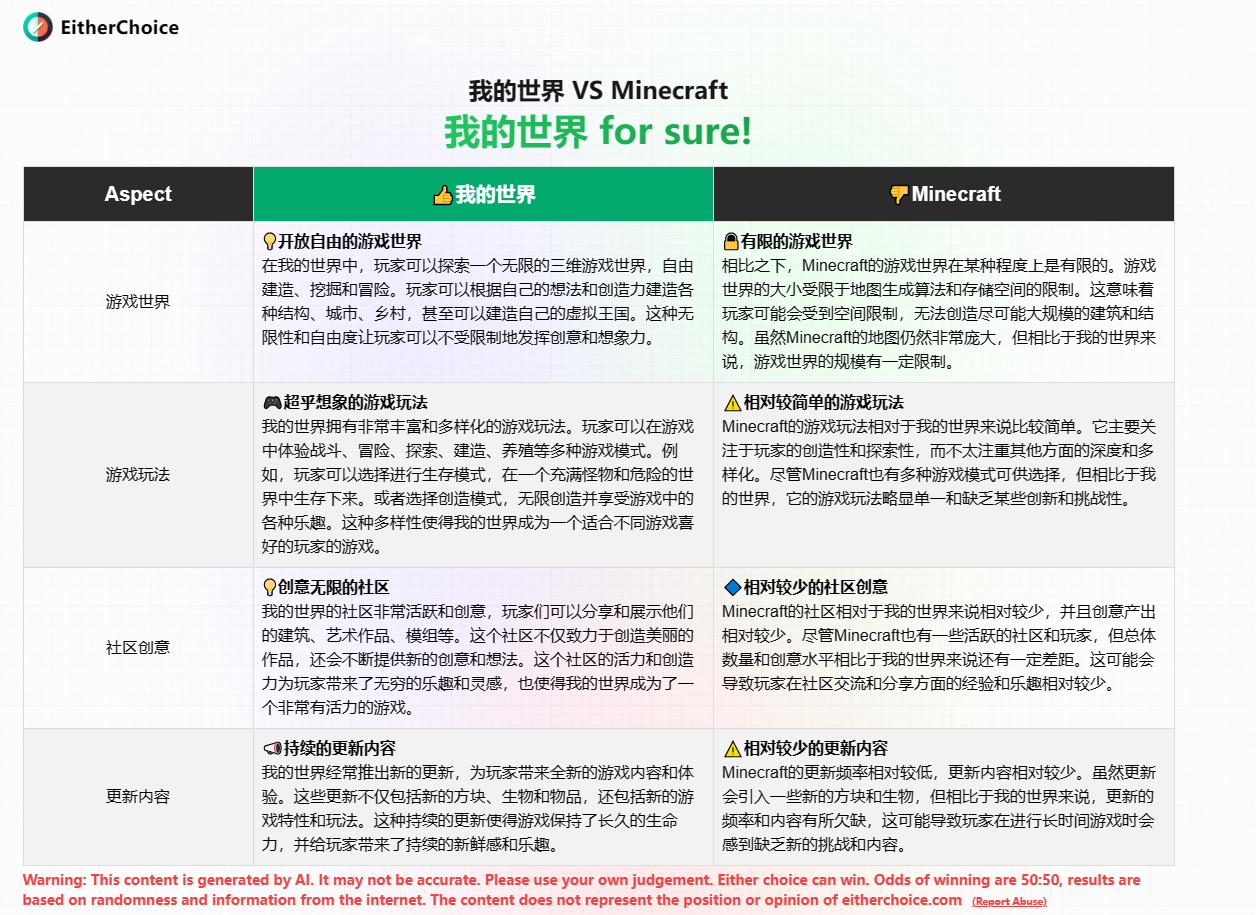 EitherChoice
我的世界 VS Minecraft
我的世界 for sure!
Aspect
👍我的世界
👎Minecraft
游戏世界
💡开放自由的游戏世界
在我的世界中，玩家可以探索一个无限的三维游戏世界，自由
建造、挖掘和冒险。玩家可以根据自己的想法和创造力建造各
种结构、城市、乡村，甚至可以建造自己的虚拟王国。这种无
限性和自由度让玩家可以不受限制地发挥创意和想象力。
🔒有限的游戏世界
相比之下，Minecraft的游戏世界在某种程度上是有限的。游戏
世界的大小受限于地图生成算法和存储空间的限制。这意味着
玩家可能会受到空间限制，无法创造尽可能大规模的建筑和结
构。虽然Minecraft的地图仍然非常庞大，但相比于我的世界来
说，游戏世界的规模有一定限制。
游戏玩法
🎮超乎想象的游戏玩法
我的世界拥有非常丰富和多样化的游戏玩法。玩家可以在游戏
中体验战斗、冒险、探索、建造、养殖等多种游戏模式。例
如，玩家可以选择进行生存模式，在一个充满怪物和危险的世
界中生存下来。或者选择创造模式，无限创造并享受游戏中的
各种乐趣。这种多样性使得我的世界成为一个适合不同游戏喜
好的玩家的游戏。
⚠️相对较简单的游戏玩法
Minecraft的游戏玩法相对于我的世界来说比较简单。它主要关
注于玩家的创造性和探索性，而不太注重其他方面的深度和多
样化。尽管Minecraft也有多种游戏模式可供选择，但相比于我
的世界，它的游戏玩法略显单一和缺乏某些创新和挑战性。
社区创意
💡创意无限的社区
我的世界的社区非常活跃和创意，玩家们可以分享和展示他们
的建筑、艺术作品、模组等。这个社区不仅致力于创造美丽的
作品，还会不断提供新的创意和想法。这个社区的活力和创造
力为玩家带来了无穷的乐趣和灵感，也使得我的世界成为了一
个非常有活力的游戏。
🔷相对较少的社区创意
Minecraft的社区相对于我的世界来说相对较少，并且创意产出
相对较少。尽管Minecraft也有一些活跃的社区和玩家，但总体
数量和创意水平相比于我的世界来说还有一定差距。这可能会
导致玩家在社区交流和分享方面的经验和乐趣相对较少。
更新内容
📢持续的更新内容
我的世界经常推出新的更新，为玩家带来全新的游戏内容和体
验。这些更新不仅包括新的方块、生物和物品，还包括新的游
戏特性和玩法。这种持续的更新使得游戏保持了长久的生命
力，并给玩家带来了持续的新鲜感和乐趣。
⚠️相对较少的更新内容
Minecraft的更新频率相对较低，更新内容相对较少。虽然更新
会引入一些新的方块和生物，但相比于我的世界来说，更新的
频率和内容有所欠缺，这可能导致玩家在进行长时间游戏时会
感到缺乏新的挑战和内容。
Warning: This content is generated by AI. It may not be accurate. Please use your own judgement. Either choice can win. Odds of winning are 50:50, results are
based on randomness and information from the internet. The content does not represent the position or opinion of eitherchoice.com (Report Abuse)